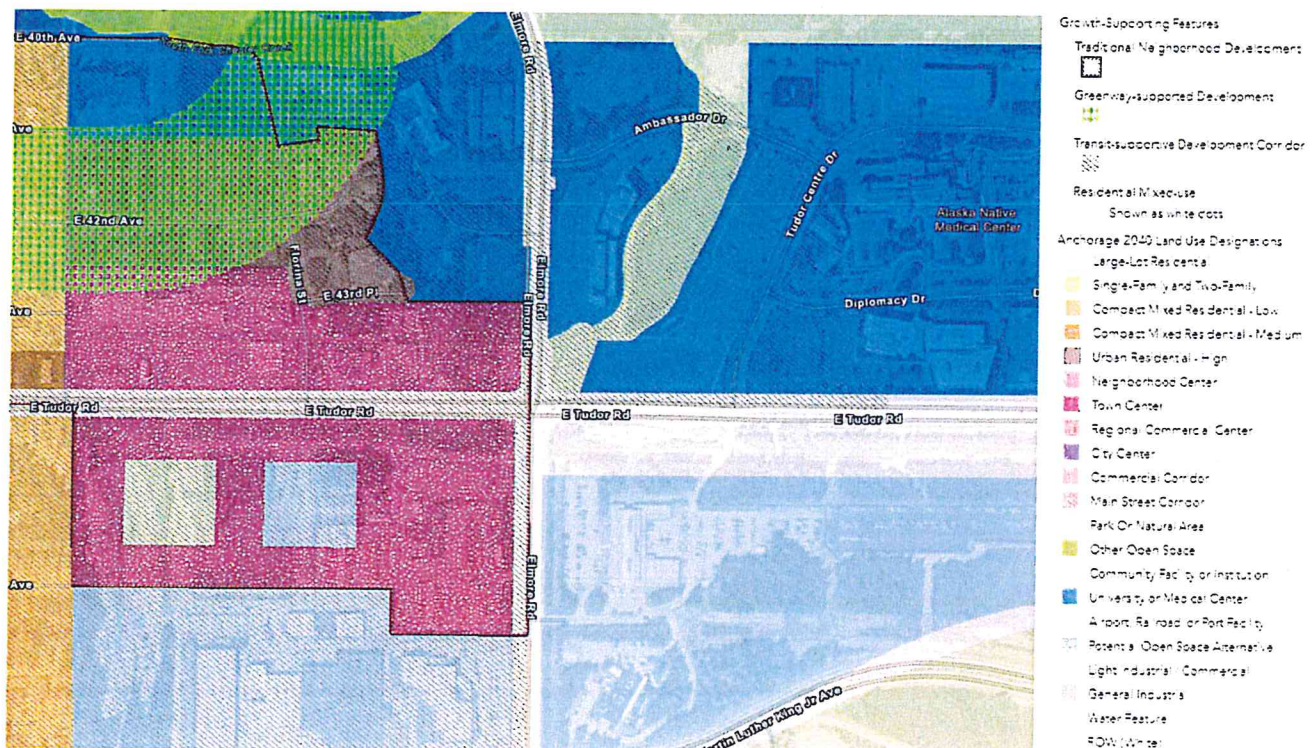 E 40th Ave
Elmore Rd
Ave
Ambassador Dr
Tudor Centre Dr
Alaska Native
Medical Center
E 42nd Ave
Florina St
E 43rd Pl
Elmore Rd
Elmore Rd
Diplomacy Dr
D
Ave
E Tudor Rd
E Tudor Rd
E Tudor Rd
E Tudor Rd
Ave
Elmore Rd
Martin Luther King Jr Ave
Growth-Supporting Features
Traditional Neighborhood Development
Greenway-supported Development
Transit-supportive Development Corridor
Residential Mixed-use
Shown as white dots
Anchorage 2040 Land Use Designations
Large-Lot Residential
Single-Family and Two-Family
Compact Mixed Residential - Low
Compact Mixed Residential - Medium
Urban Residential - High
Neighborhood Center
Town Center
Regional Commercial Center
City Center
Commercial Corridor
Main Street Corridor
Park Or Natural Area
Other Open Space
Community Facility or Institution
University or Medical Center
Airport, Railroad, or Port Facility
Potential Open Space Alternative
Light Industrial / Commercial
General Industrial
Water Feature
ROW (White)